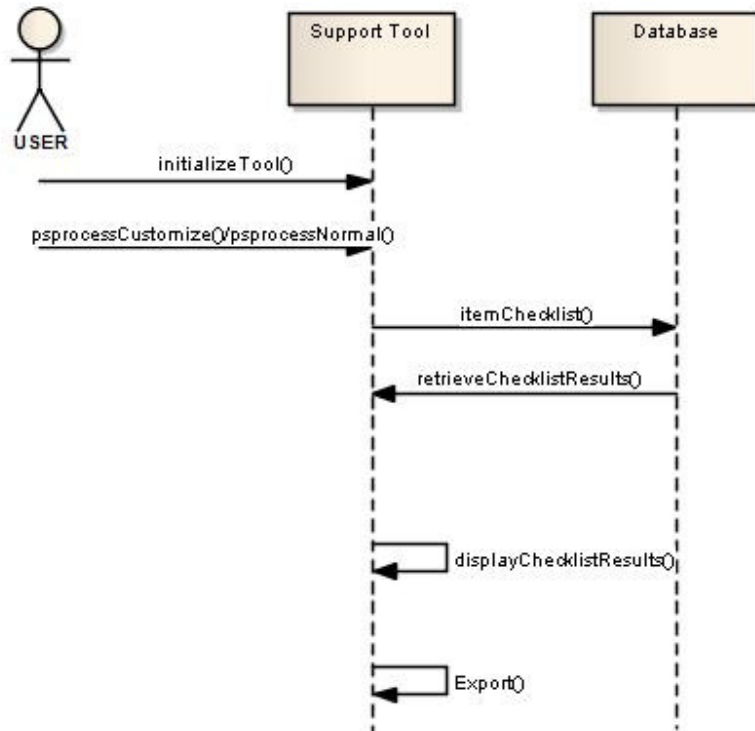 Support Tool
Database
USER
initializeTool()
psprocessCustomize()/psprocessNormal()
itemChecklist()
retrieveChecklistResults()
displayChecklistResults()
Export()